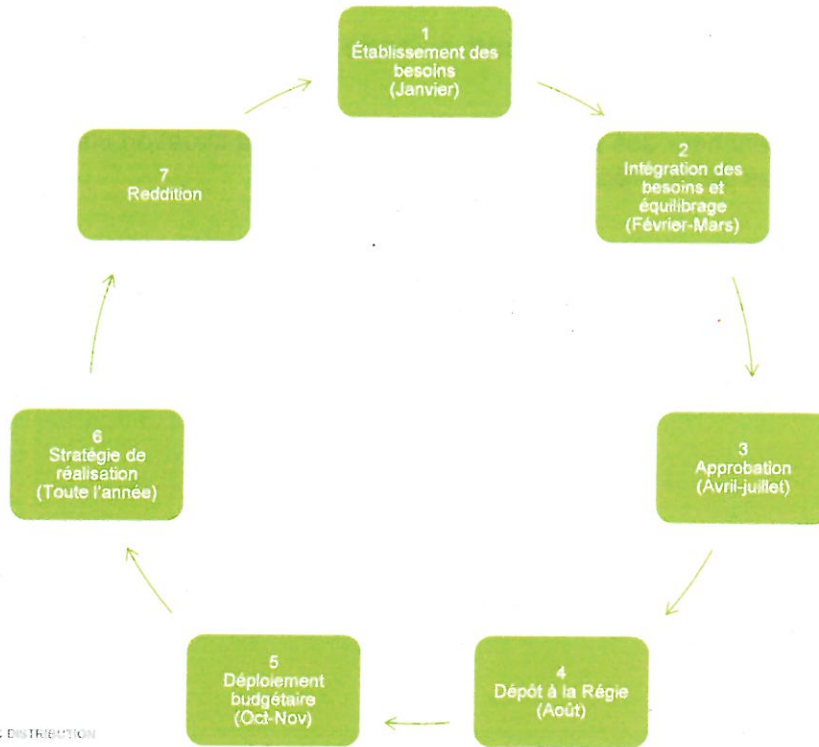 1
Établissement des
besoins
(Janvier)
2
Intégration des
besoins et
équilibrage
(Février-Mars)
3
Approbation
(Avril-juillet)
4
Dépôt à la Régie
(Août)
5
Déploiement
budgétaire
(Oct-Nov)
6
Stratégie de
réalisation
(Toute l'année)
7
Reddition
DISTRIBUTION